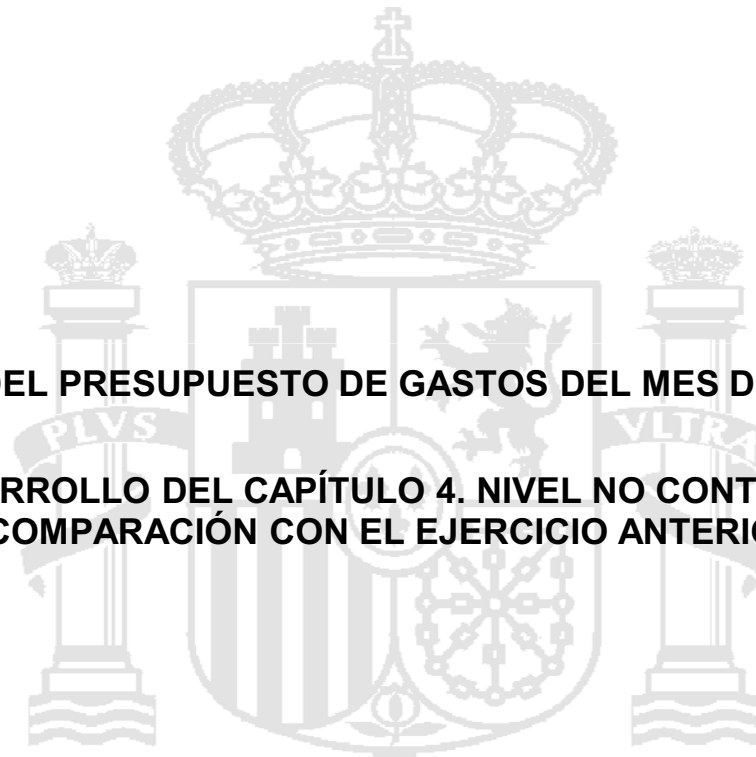 DEL PRESUPUESTO DE GASTOS DEL MES D
PLVS
VLTRA
RROLLO DEL CAPÍTULO 4. NIVEL NO CONT
COMPARACIÓN CON EL EJERCICIO ANTERIO